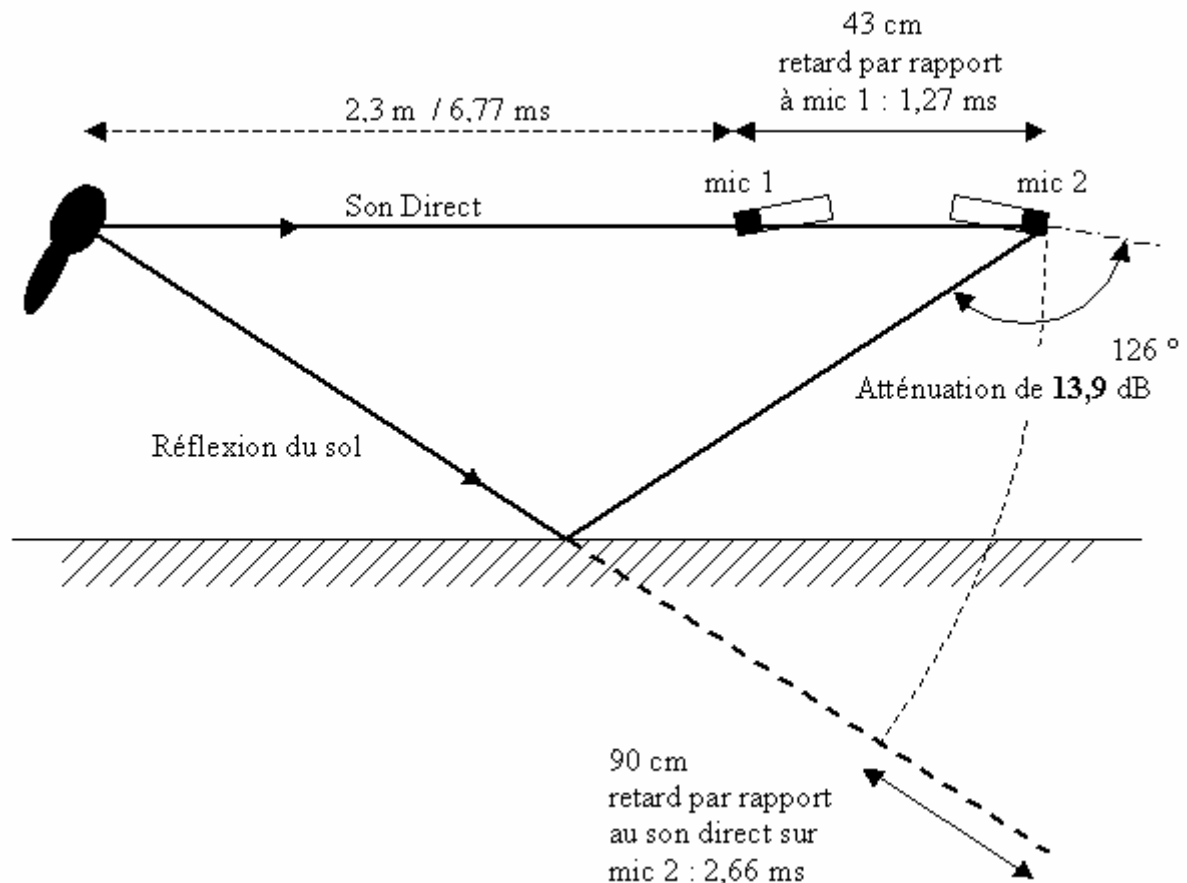 43 cm
retard par rapport
à mic 1 : 1,27 ms
2,3 m / 6,77 ms
mic 1
mic 2
Son Direct
126 °
Atténuation de 13,9 dB
Réflexion du sol
90 cm
retard par rapport
au son direct sur
mic 2 : 2,66 ms